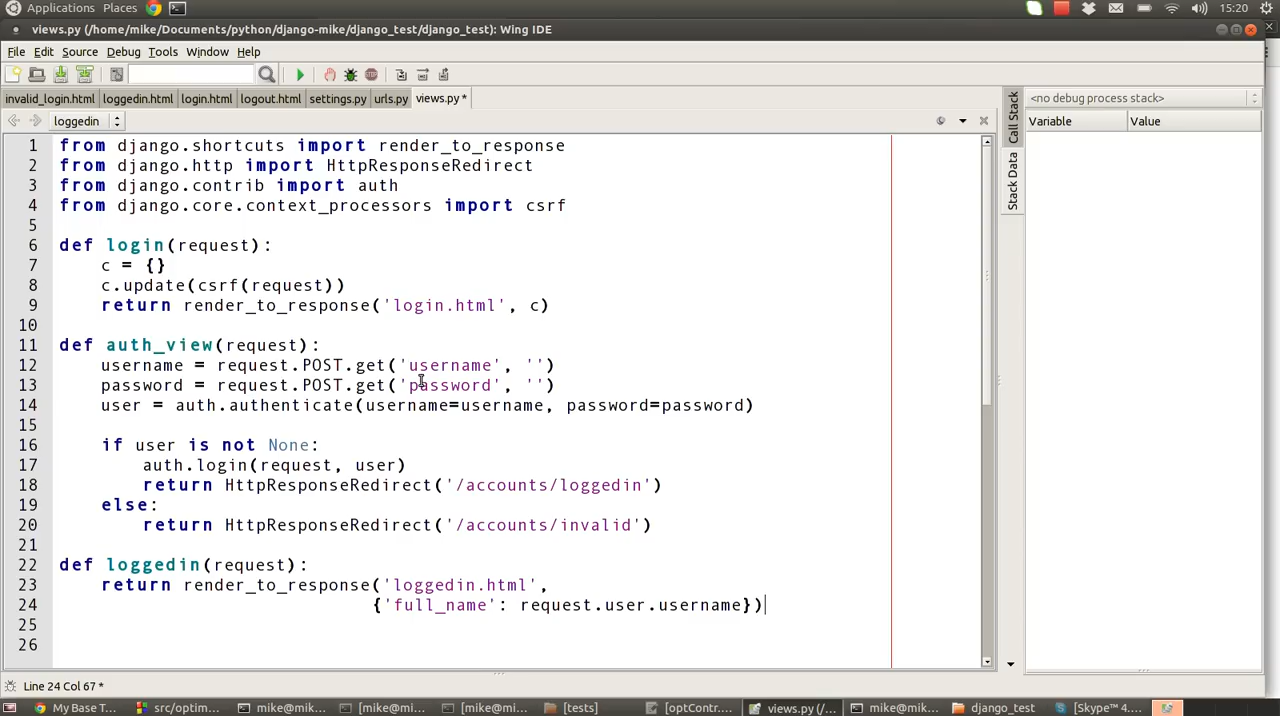 Applications Places 15:20
views.py (/home/mike/Documents/python/django-mike/django_test/django_test): Wing IDE
File Edit Source Debug Tools Window Help
invalid_login.html loggedin.html login.html logout.html settings.py urls.py views.py *
<no debug process stack>
loggedin
Variable Value
Call Stack
Stack Data
1 from django.shortcuts import render_to_response
2 from django.http import HttpResponseRedirect
3 from django.contrib import auth
4 from django.core.context_processors import csrf
5
6 def login(request):
7 c = {}
8 c.update(csrf(request))
9 return render_to_response('login.html', c)
10
11 def auth_view(request):
12 username = request.POST.get('username', '')
13 password = request.POST.get('password', '')
14 user = auth.authenticate(username=username, password=password)
15
16 if user is not None:
17 auth.login(request, user)
18 return HttpResponseRedirect('/accounts/loggedin')
19 else:
20 return HttpResponseRedirect('/accounts/invalid')
21
22 def loggedin(request):
23 return render_to_response('loggedin.html',
24 {'full_name': request.user.username})
25
26
Line 24 Col 67 *
My Base T... src/optim... mike@mik... [mike@mi... [mike@mi... [tests] [optContr... views.py (/... mike@mik... django_test [Skype™ 4....